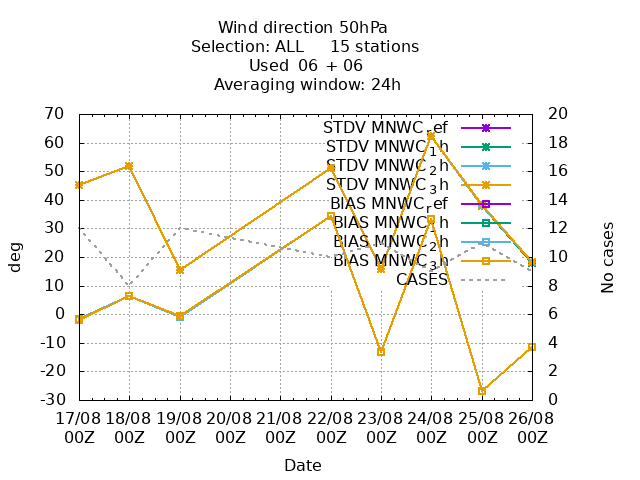 Wind direction 50hPa
Selection: ALL 15 stations
Used 06 + 06
Averaging window: 24h
70 20
60 18
50 16
40 14
30 12
20 10
10 8
0 6
-10 4
-20 2
-30 0
deg
No cases
STDV MNWC_ref
STDV MNWC_1h
STDV MNWC_2h
STDV MNWC_3h
BIAS MNWC_ref
BIAS MNWC_1h
BIAS MNWC_2h
BIAS MNWC_3h
CASES
17/08 18/08 19/08 20/08 21/08 22/08 23/08 24/08 25/08 26/08
00Z 00Z 00Z 00Z 00Z 00Z 00Z 00Z 00Z 00Z
Date